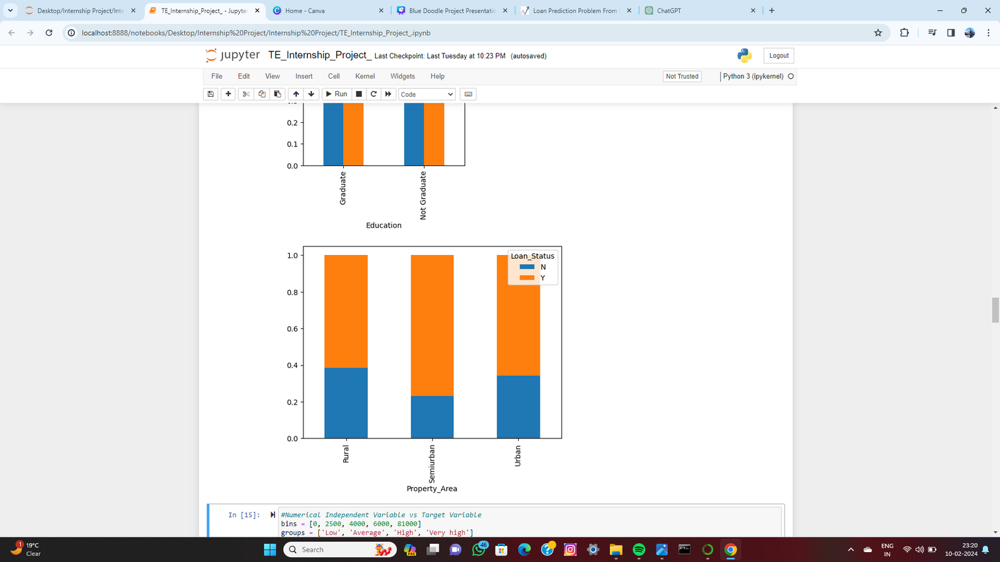 Desktop/Internship Project/Inte
TE_Internship_Project_ - Jupyter
Home - Canva
Blue Doodle Project Presentatio
Loan Prediction Problem From
ChatGPT
localhost:8888/notebooks/Desktop/Internship%20Project/Internship%20Project/TE_Internship_Project_.ipynb
jupyter TE_Internship_Project_ Last Checkpoint: Last Tuesday at 10:23 PM (autosaved)
Logout
File Edit View Insert Cell Kernel Widgets Help
Not Trusted
Python 3 (ipykernel)
Run
Code
0.2
0.1
0.0
Graduate
Not Graduate
Education
1.0
0.8
0.6
0.4
0.2
0.0
Loan_Status
N
Y
Rural
Semiurban
Urban
Property_Area
In [15]:
#Numerical Independent Variable vs Target Variable
bins = [0, 2500, 4000, 6000, 81000]
groups = ['Low', 'Average', 'High', 'Very high']
1
19°C
Clear
Search
PRE
46
ENG
IN
23:20
10-02-2024